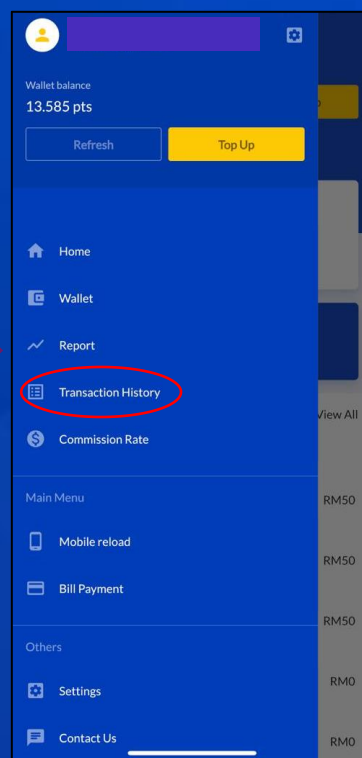 Wallet balance
13.585 pts
Refresh
Top Up
Home
Wallet
Report
Transaction History
View All
Commission Rate
Main Menu
RM50
Mobile reload
RM50
Bill Payment
RM50
Others
RM0
Settings
Contact Us
RM0